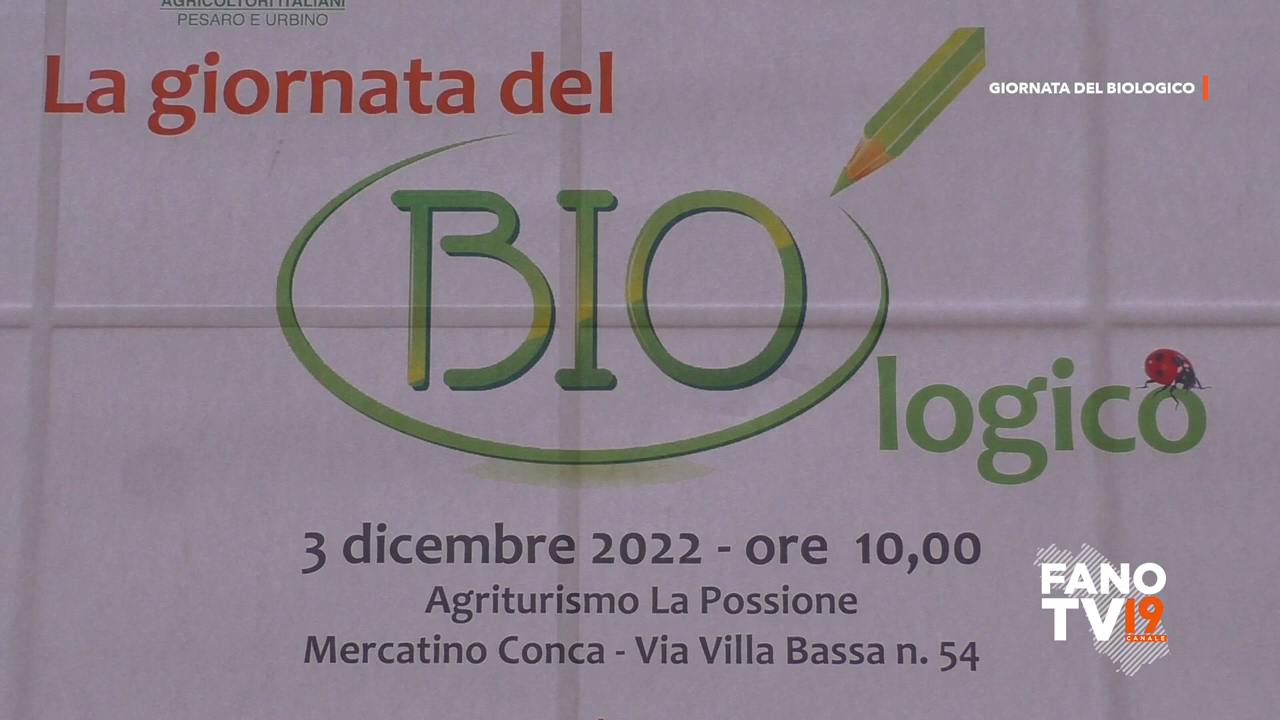 AGRICOLTORI ITALIANI
PESARO E URBINO
La giornata del
BIO
logico
3 dicembre 2022 - ore 10,00
Agriturismo La Possione
Mercatino Conca - Via Villa Bassa n. 54
GIORNATA DEL BIOLOGICO
FANO
TV19
CANALE